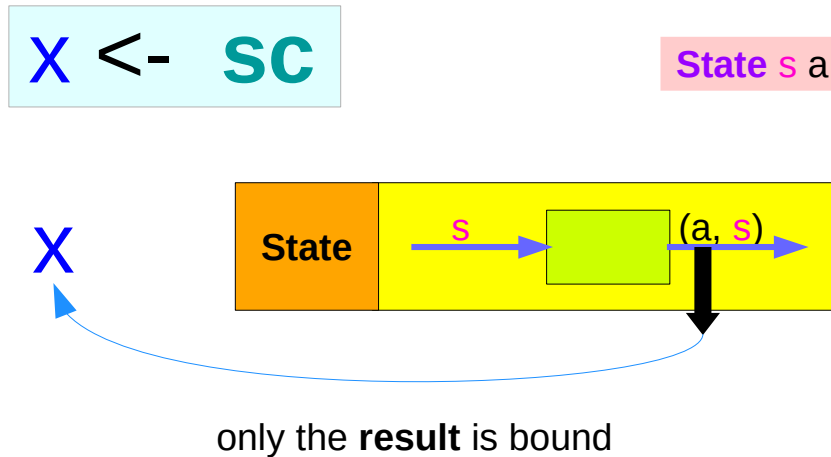 x <- sc
State s a
s
(a, s)
State
x
only the result is bound